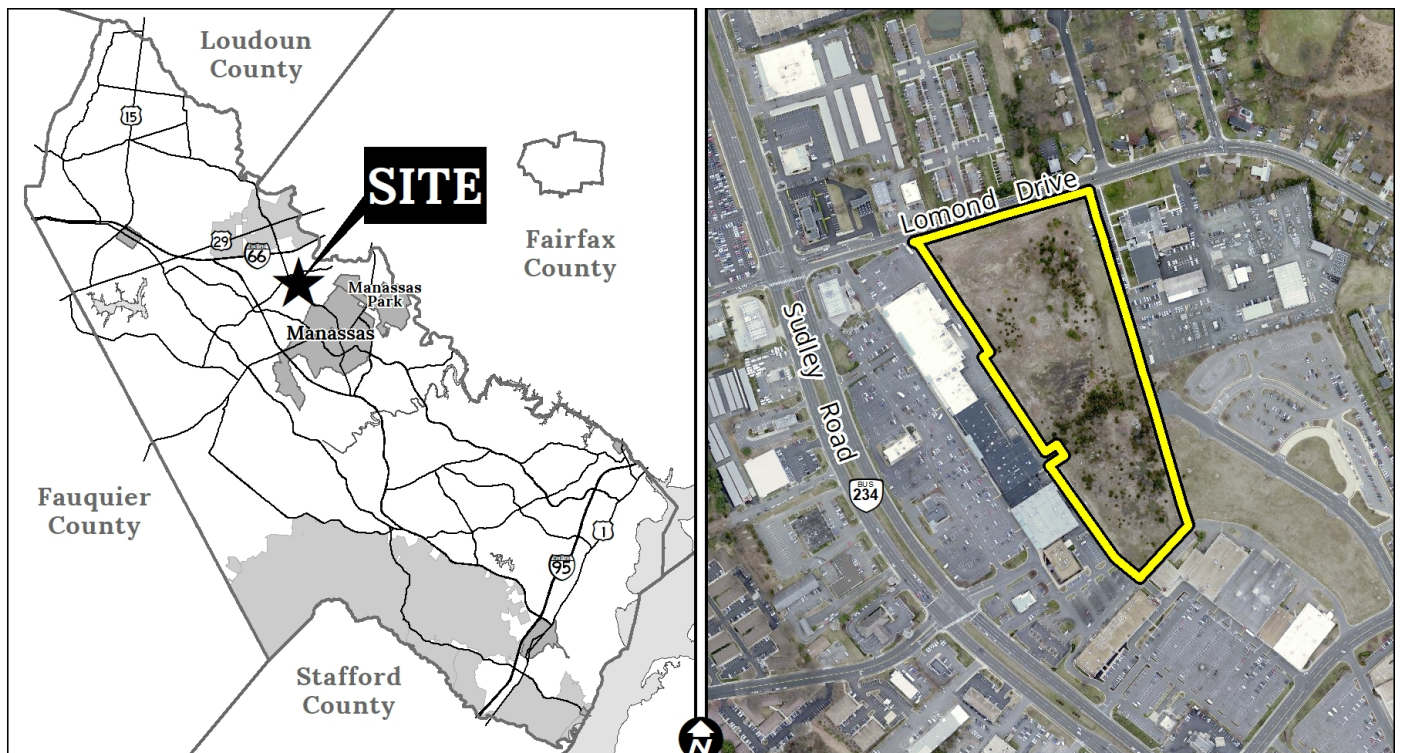 Loudoun
County
15
SITE
29
66
Fairfax
County
Manassas
Park
Manassas
Fauquier
County
1
95
Stafford
County
N
Lomond Drive
Sudley Road
BUS
234